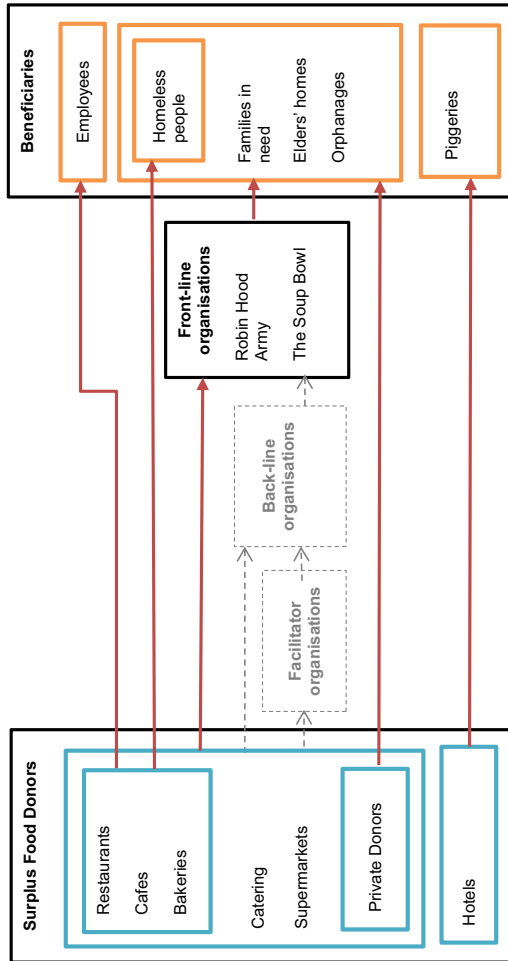 Surplus Food Donors
Restaurants
Cafes
Bakeries
Catering
Supermarkets
Private Donors
Hotels
Facilitator
organisations
Back-line
organisations
Front-line
organisations
Robin Hood
Army
The Soup Bowl
Beneficiaries
Employees
Homeless
people
Families in
need
Elders' homes
Orphanages
Piggeries